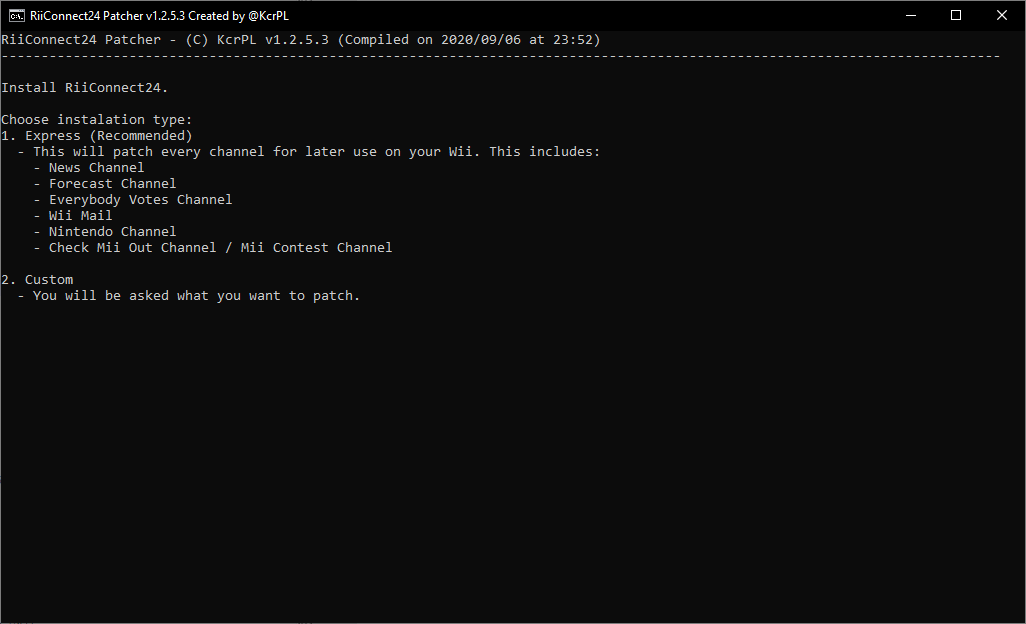 RiiConnect24 Patcher v1.2.5.3 Created by @KcrPL
RiiConnect24 Patcher - (C) KcrPL v1.2.5.3 (Compiled on 2020/09/06 at 23:52)
-----------------------------------------------------------------------------------------------------------------------------
Install RiiConnect24.
Choose instalation type:
1. Express (Recommended)
- This will patch every channel for later use on your Wii. This includes:
- News Channel
- Forecast Channel
- Everybody Votes Channel
- Wii Mail
- Nintendo Channel
- Check Mii Out Channel / Mii Contest Channel
2. Custom
- You will be asked what you want to patch.